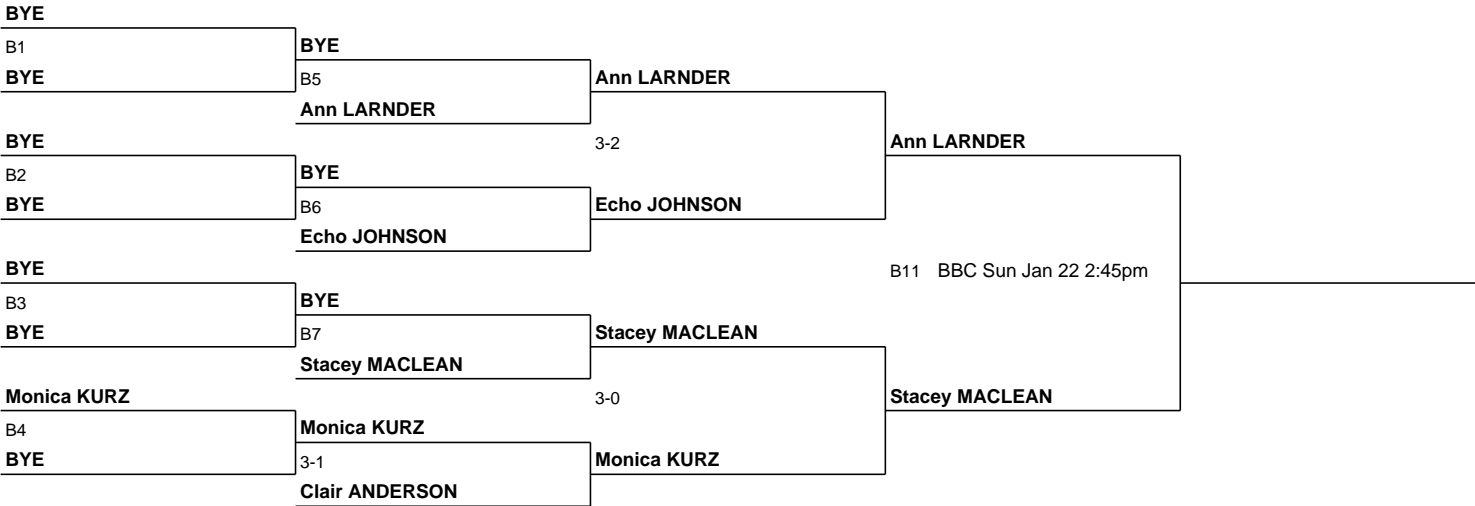 BYE
B1
BYE
BYE
B5
Ann LARNDER
Ann LARNDER
BYE
3-2
Ann LARNDER
B2
BYE
BYE
B6
Echo JOHNSON
Echo JOHNSON
BYE
B11 BBC Sun Jan 22 2:45pm
B3
BYE
BYE
B7
Stacey MACLEAN
Stacey MACLEAN
Monica KURZ
3-0
Stacey MACLEAN
B4
Monica KURZ
BYE
3-1
Monica KURZ
Clair ANDERSON